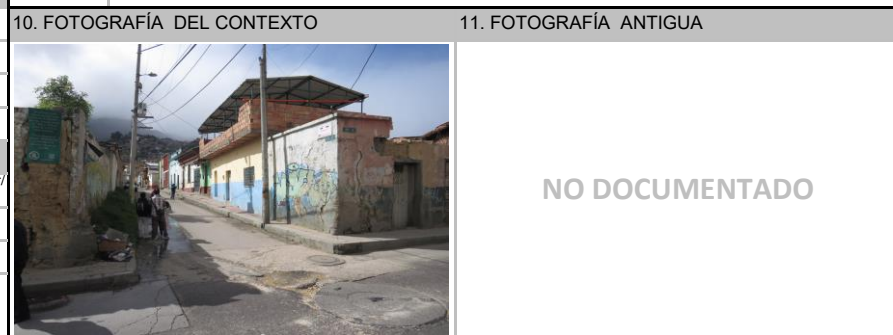 10. FOTOGRAFÍA DEL CONTEXTO
11. FOTOGRAFÍA ANTIGUA
NO DOCUMENTADO